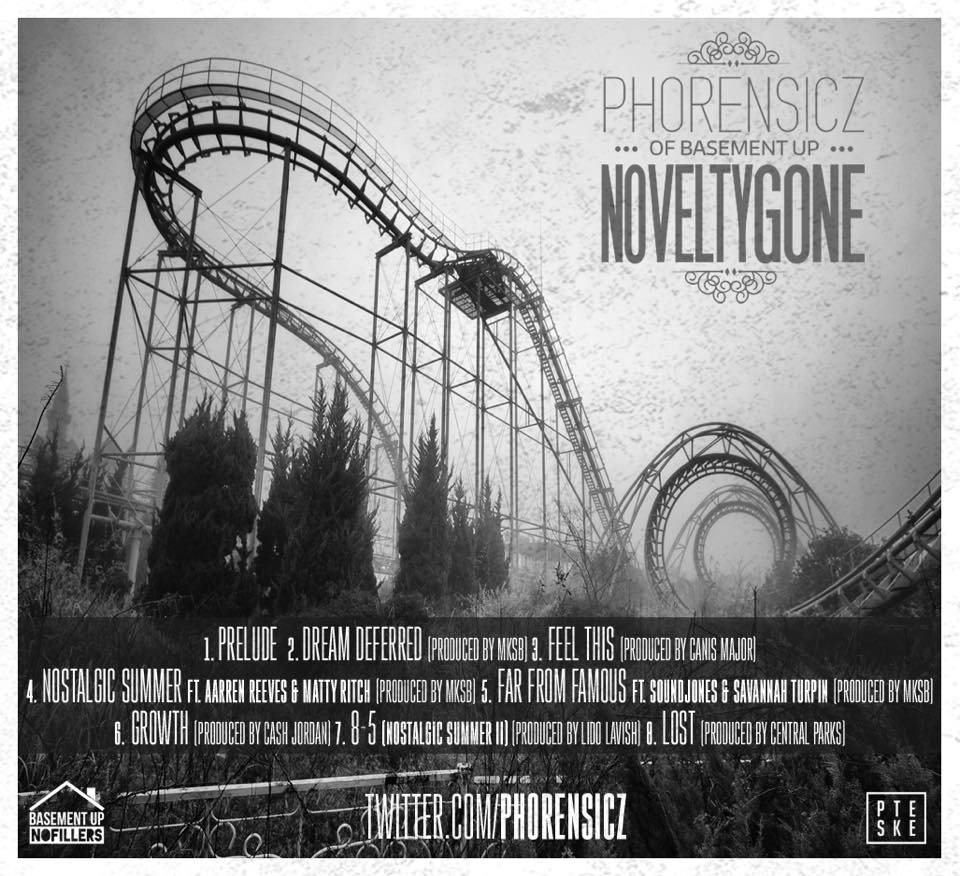 PHORENSICZ
OF BASEMENT UP
NOVELTYGONE
1. PRELUDE 2. DREAM DEFERRED (PRODUCED BY MKSB) 3. FEEL THIS (PRODUCED BY CANIS MAJOR)
4. NOSTALGIC SUMMER FT. AARREN REEVES & MATTY RITCH (PRODUCED BY MKSB) 5. FAR FROM FAMOUS FT. SOUNDJONES & SAVANNAH TURPIN (PRODUCED BY MKSB)
6. GROWTH (PRODUCED BY CASH JORDAN) 7. 8-5 (NOSTALGIC SUMMER II) (PRODUCED BY LIDO LAVISH) 8. LOST (PRODUCED BY CENTRAL PARKS)
BASEMENT UP
NOFILLERS
TWITTER.COM/PHORENSICZ
PTE
SKE